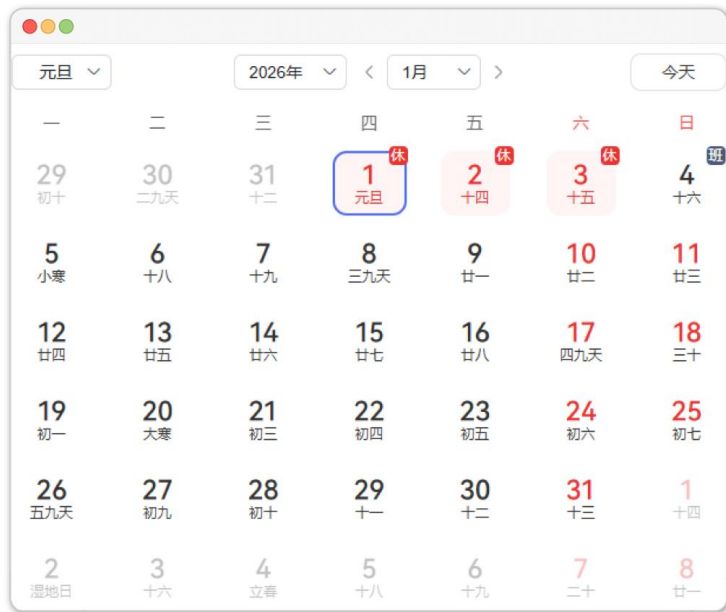 元旦 2026年 1月 今天
一 二 三 四 五 六 日
休 休 休 班
29 30 31 1 2 3 4
初十 二九天 十二 元旦 十四 十五 十六
5 6 7 8 9 10 11
小寒 十八 十九 三九天 廿一 廿二 廿三
12 13 14 15 16 17 18
廿四 廿五 廿六 廿七 廿八 四九天 三十
19 20 21 22 23 24 25
初一 大寒 初三 初四 初五 初六 初七
26 27 28 29 30 31 1
五九天 初九 初十 十一 十二 十三 十四
2 3 4 5 6 7 8
湿地日 十六 立春 十八 十九 二十 廿一